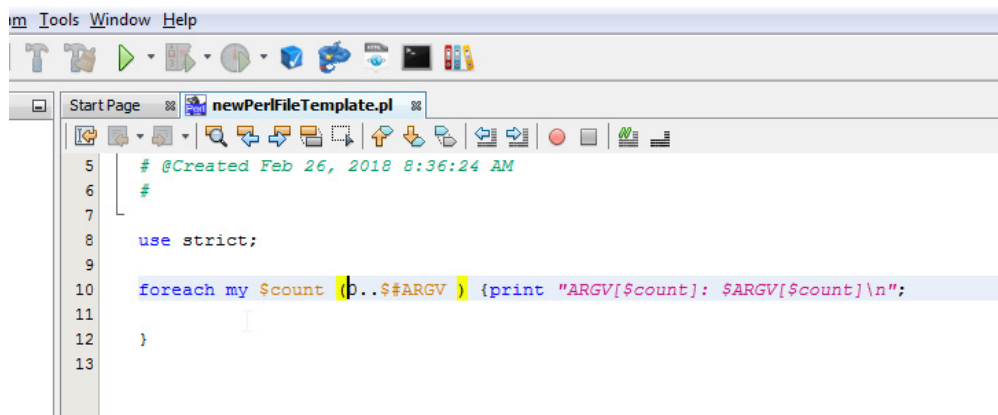 m Tools Window Help
Start Page newPerlFileTemplate.pl
5 # @Created Feb 26, 2018 8:36:24 AM
6 #
7
8 use strict;
9
10 foreach my $count (0..$#ARGV ) {print "ARGV[$count]: $ARGV[$count]\n";
11
12 }
13